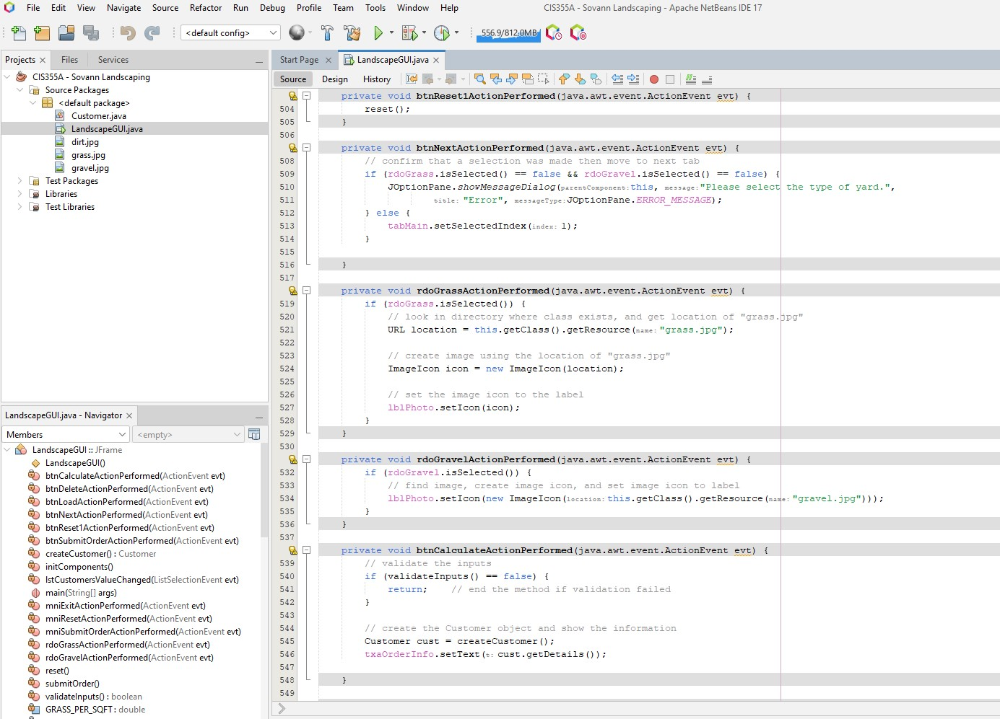 File Edit View Navigate Source Refactor Run Debug Profile Team Tools Window Help CIS355A - Sovann Landscaping - Apache NetBeans IDE 17
<default config> 556.9/812.0MB
Projects Files Services
CIS355A - Sovann Landscaping
Source Packages
<default package>
Customer.java
LandscapeGUI.java
dirt.jpg
grass.jpg
gravel.jpg
Test Packages
Libraries
Test Libraries
LandscapeGUI.java - Navigator
Members <empty>
LandscapeGUI :: JFrame
LandscapeGUI()
btnCalculateActionPerformed(ActionEvent evt)
btnDeleteActionPerformed(ActionEvent evt)
btnLoadActionPerformed(ActionEvent evt)
btnNextActionPerformed(ActionEvent evt)
btnReset1ActionPerformed(ActionEvent evt)
btnSubmitOrderActionPerformed(ActionEvent evt)
createCustomer() : Customer
initComponents()
lstCustomersValueChanged(ListSelectionEvent evt)
main(String[] args)
mniExitActionPerformed(ActionEvent evt)
mniResetActionPerformed(ActionEvent evt)
mniSubmitOrderActionPerformed(ActionEvent evt)
rdoGrassActionPerformed(ActionEvent evt)
rdoGravelActionPerformed(ActionEvent evt)
reset()
submitOrder()
validateInputs() : boolean
GRASS_PER_SQFT : double
Start Page LandscapeGUI.java
Source Design History
private void btnReset1ActionPerformed(java.awt.event.ActionEvent evt) {
504 reset();
505 }
506
private void btnNextActionPerformed(java.awt.event.ActionEvent evt) {
508 // confirm that a selection was made then move to next tab
509 if (rdoGrass.isSelected() == false && rdoGravel.isSelected() == false) {
510 JOptionPane.showMessageDialog(parentComponent:this, message:"Please select the type of yard.",
511 title: "Error", messageType:JOptionPane.ERROR_MESSAGE);
512 } else {
513 tabMain.setSelectedIndex(index: 1);
514 }
515
516 }
517
private void rdoGrassActionPerformed(java.awt.event.ActionEvent evt) {
519 if (rdoGrass.isSelected()) {
520 // look in directory where class exists, and get location of "grass.jpg"
521 URL location = this.getClass().getResource(name:"grass.jpg");
522
523 // create image using the location of "grass.jpg"
524 ImageIcon icon = new ImageIcon(location);
525
526 // set the image icon to the label
527 lblPhoto.setIcon(icon);
528 }
529 }
530
private void rdoGravelActionPerformed(java.awt.event.ActionEvent evt) {
532 if (rdoGravel.isSelected()) {
533 // find image, create image icon, and set image icon to label
534 lblPhoto.setIcon(new ImageIcon(location:this.getClass().getResource(name:"gravel.jpg")));
535 }
536 }
537
private void btnCalculateActionPerformed(java.awt.event.ActionEvent evt) {
539 // validate the inputs
540 if (validateInputs() == false) {
541 return; // end the method if validation failed
542 }
543
544 // create the Customer object and show the information
545 Customer cust = createCustomer();
546 txaOrderInfo.setText(t: cust.getDetails());
547
548 }
549